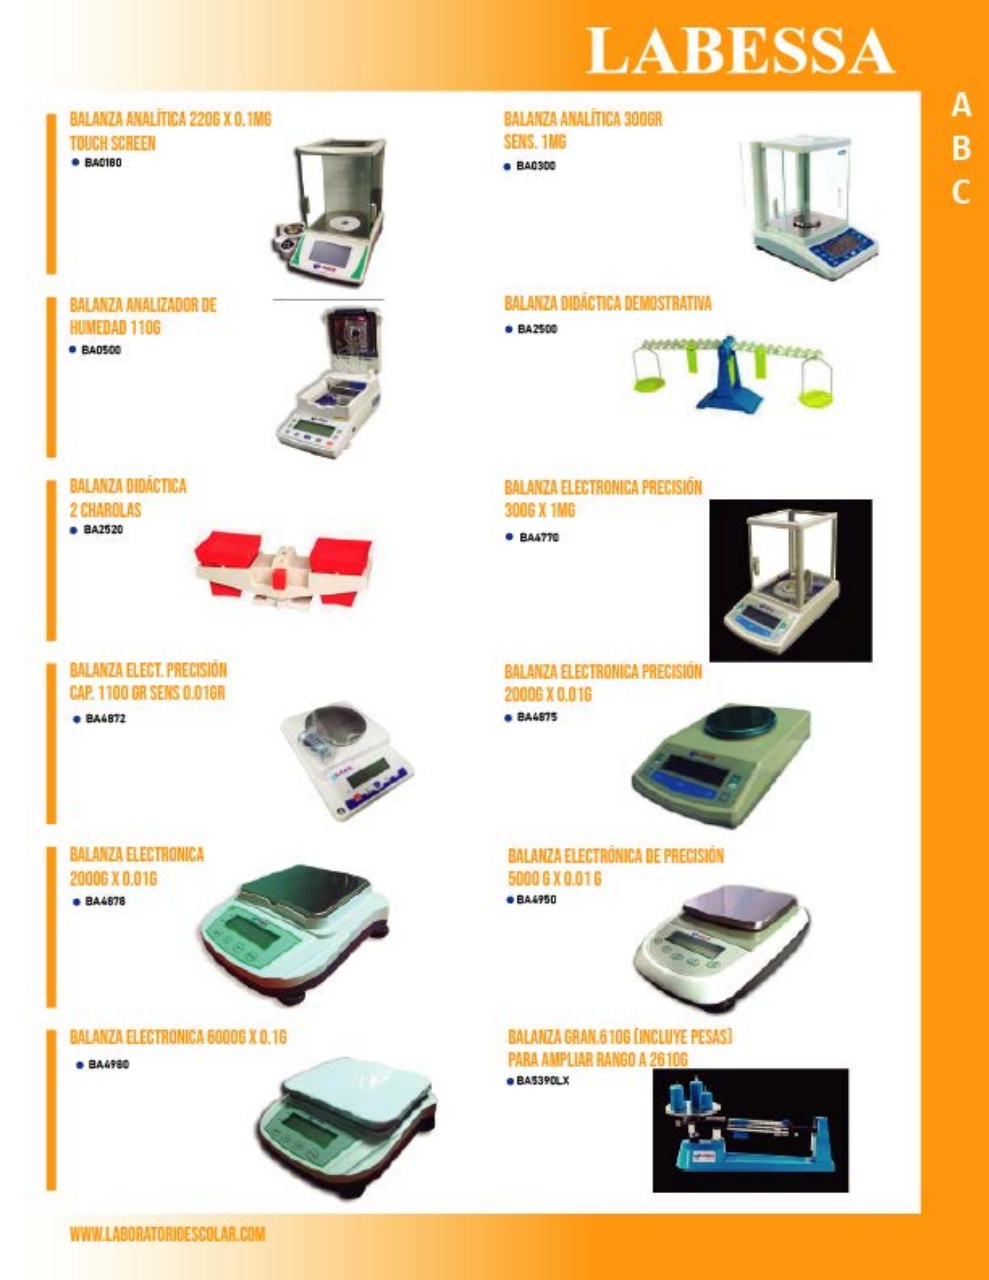 LABESSA
A
B
C
BALANZA ANALÍTICA 220G X 0.1MG
TOUCH SCREEN
BA0180
BALANZA ANALÍTICA 300GR
SENS. 1MG
BA0300
BALANZA ANALIZADOR DE
HUMEDAD 110G
BA0500
BALANZA DIDÁCTICA DEMOSTRATIVA
BA2500
BALANZA DIDÁCTICA
2 CHAROLAS
BA2520
BALANZA ELECTRONICA PRECISIÓN
300G X 1MG
BA4770
BALANZA ELECT. PRECISIÓN
CAP. 1100 GR SENS 0.01GR
BA4872
BALANZA ELECTRONICA PRECISIÓN
2000G X 0.01G
BA4875
BALANZA ELECTRONICA
2000G X 0.01G
BA4878
BALANZA ELECTRÓNICA DE PRECISIÓN
5000 G X 0.01 G
BA4950
BALANZA ELECTRONICA 6000G X 0.1G
BA4980
BALANZA GRAN.610G (INCLUYE PESAS)
PARA AMPLIAR RANGO A 2610G
BA5390LX
WWW.LABORATORIOESCOLAR.COM